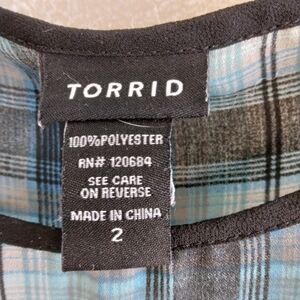 TORRID
100%POLYESTER
RN# 120684
SEE CARE
ON REVERSE
MADE IN CHINA
2